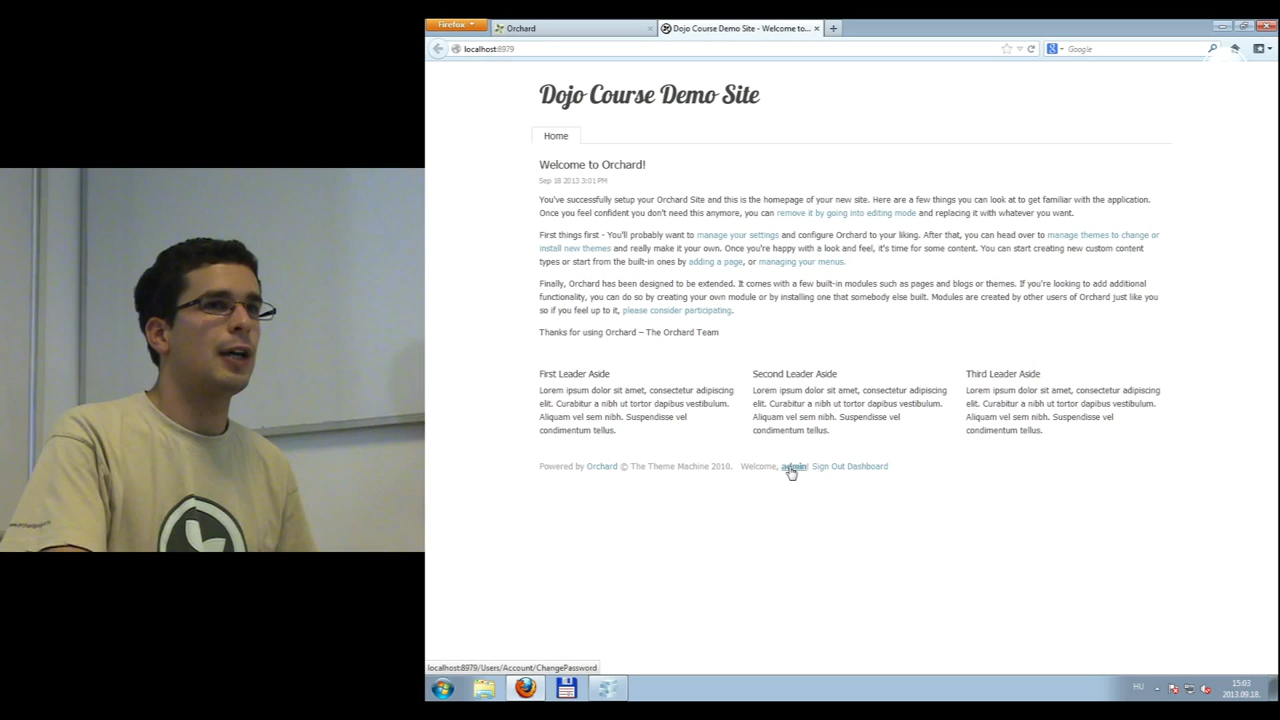 Firefox
Orchard
Dojo Course Demo Site - Welcome to...
localhost:8979
Google
Dojo Course Demo Site
Home
Welcome to Orchard!
Sep 18 2013 3:01 PM
You've successfully setup your Orchard Site and this is the homepage of your new site. Here are a few things you can look at to get familiar with the application.
Once you feel confident you don't need this anymore, you can remove it by going into editing mode and replacing it with whatever you want.
First things first - You'll probably want to manage your settings and configure Orchard to your liking. After that, you can head over to manage themes to change or
install new themes and really make it your own. Once you're happy with a look and feel, it's time for some content. You can start creating new custom content
types or start from the built-in ones by adding a page, or managing your menus.
Finally, Orchard has been designed to be extended. It comes with a few built-in modules such as pages and blogs or themes. If you're looking to add additional
functionality, you can do so by creating your own module or by installing one that somebody else built. Modules are created by other users of Orchard just like you
so if you feel up to it, please consider participating.
Thanks for using Orchard – The Orchard Team
First Leader Aside
Lorem ipsum dolor sit amet, consectetur adipiscing
elit. Curabitur a nibh ut tortor dapibus vestibulum.
Aliquam vel sem nibh. Suspendisse vel
condimentum tellus.
Second Leader Aside
Lorem ipsum dolor sit amet, consectetur adipiscing
elit. Curabitur a nibh ut tortor dapibus vestibulum.
Aliquam vel sem nibh. Suspendisse vel
condimentum tellus.
Third Leader Aside
Lorem ipsum dolor sit amet, consectetur adipiscing
elit. Curabitur a nibh ut tortor dapibus vestibulum.
Aliquam vel sem nibh. Suspendisse vel
condimentum tellus.
Powered by Orchard © The Theme Machine 2010. Welcome, admin! Sign Out Dashboard
localhost:8979/Users/Account/ChangePassword
HU
15:03
2013.09.18.